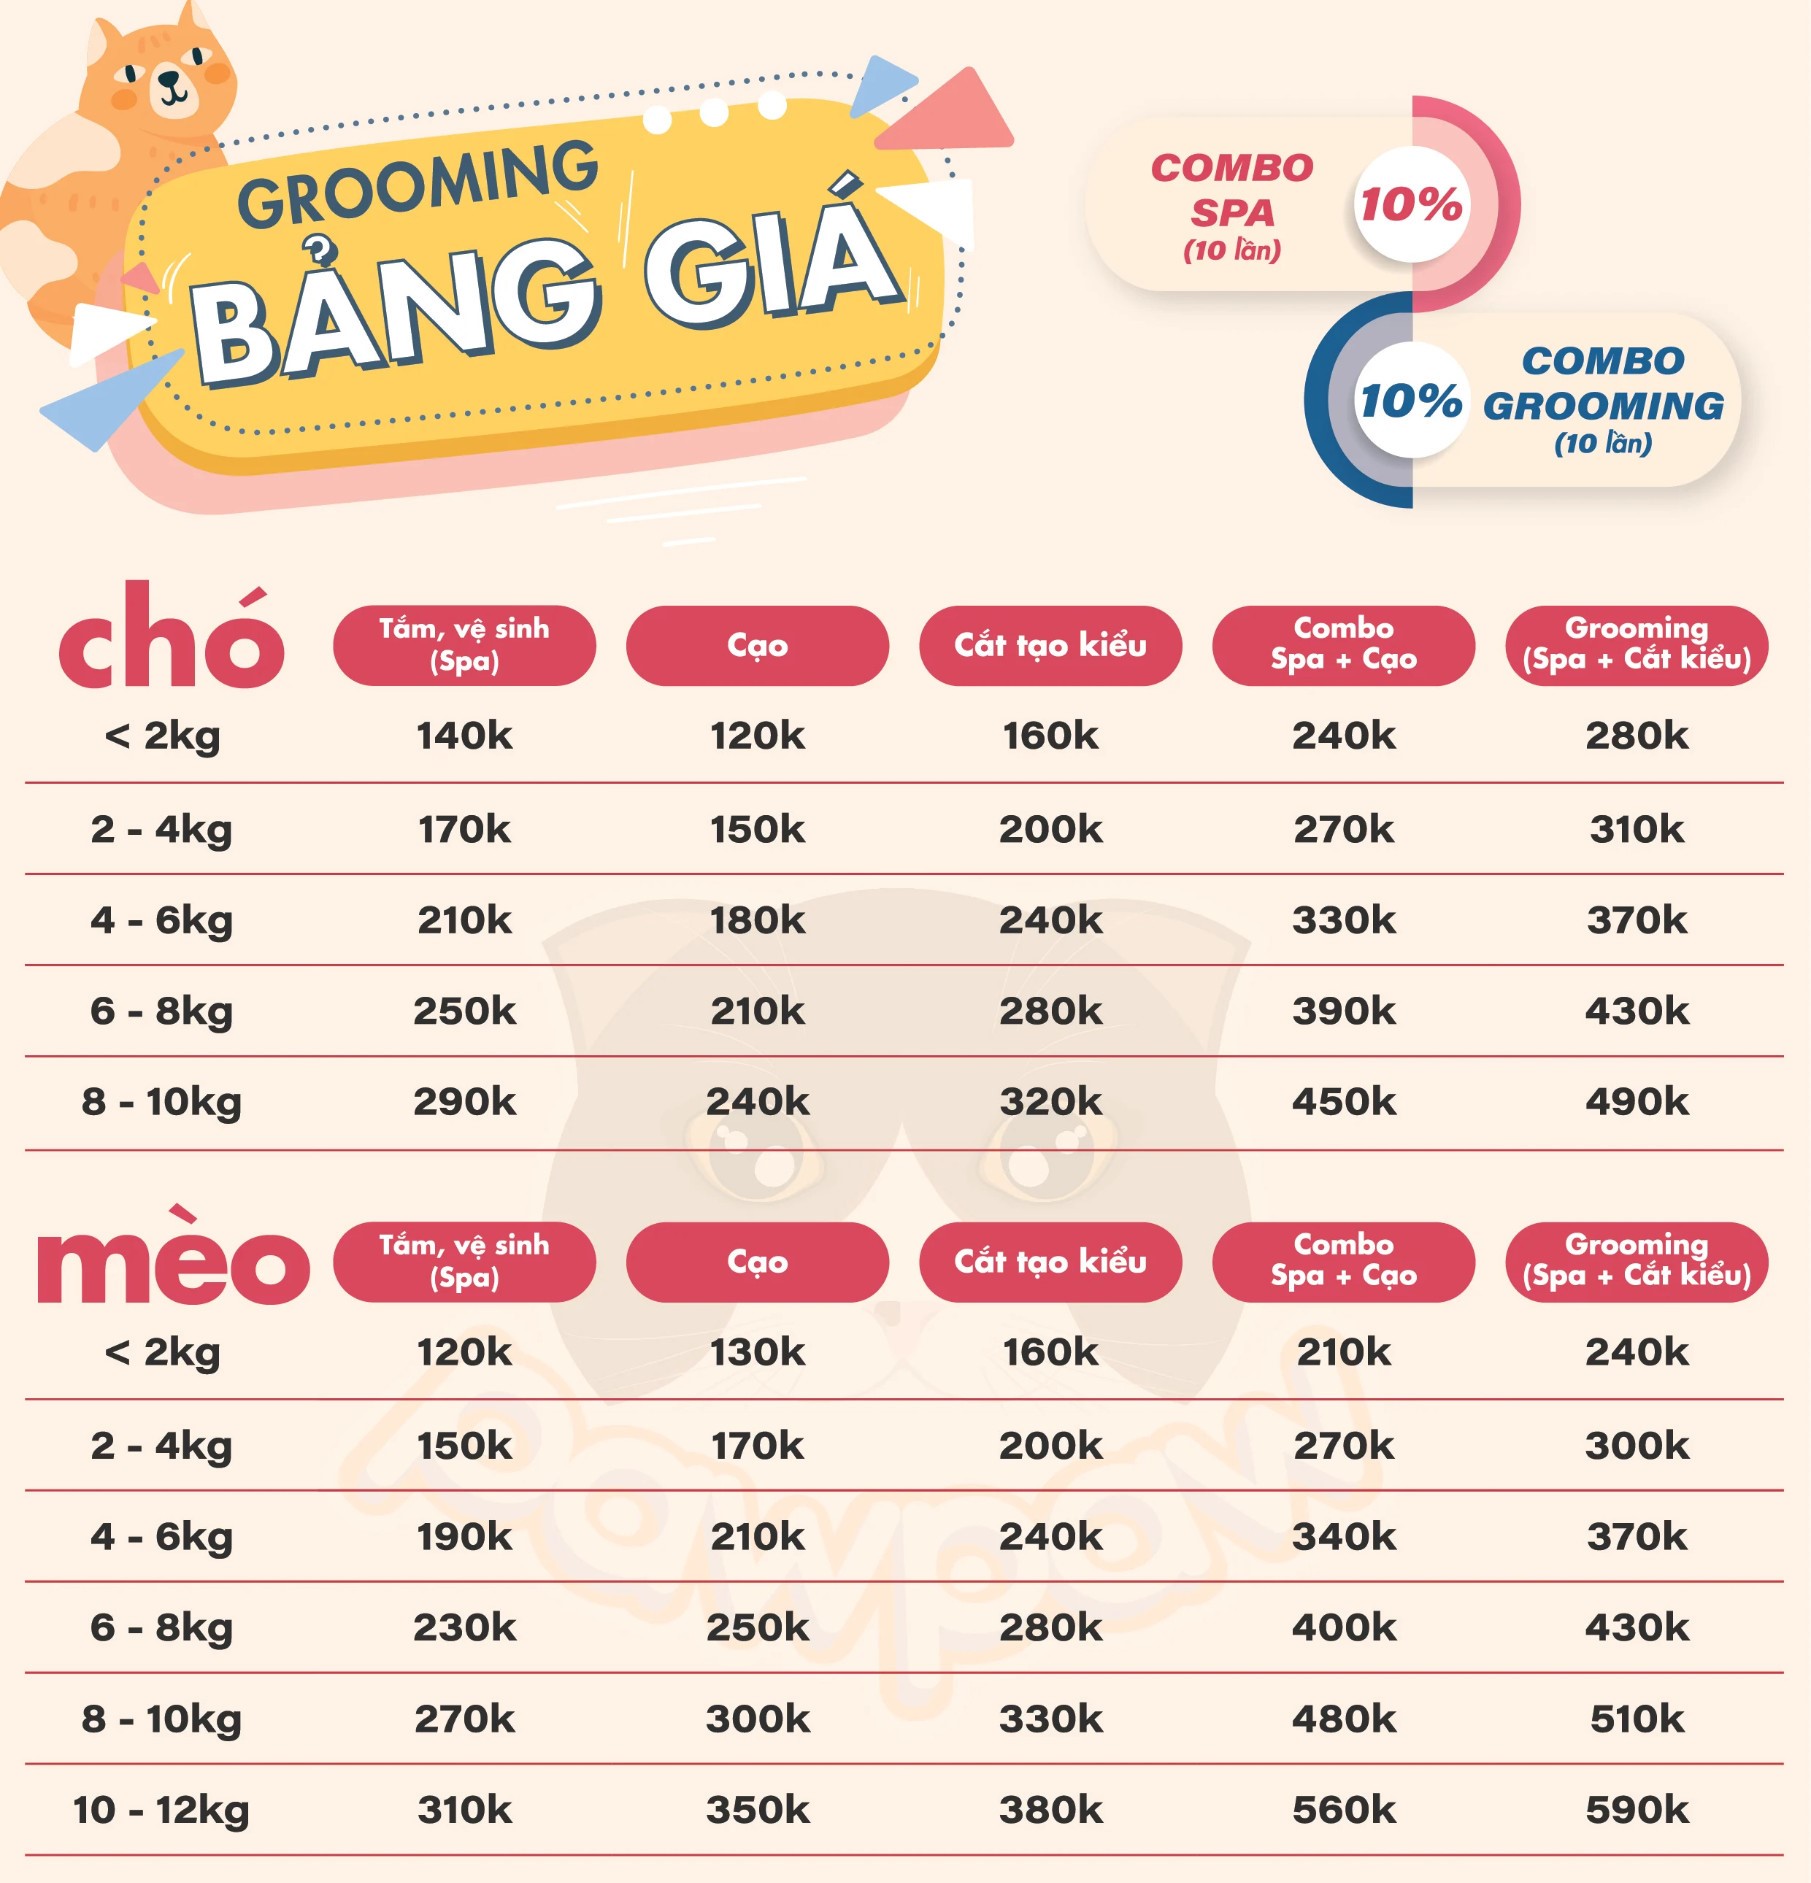 GROOMING
BẢNG GIÁ
COMBO
SPA
(10 lần)
10%
10%
COMBO
GROOMING
(10 lần)
chó
Tắm, vệ sinh
(Spa)
Cạo
Cắt tạo kiểu
Combo
Spa + Cạo
Grooming
(Spa + Cắt kiểu)
< 2kg 140k 120k 160k 240k 280k
2 - 4kg 170k 150k 200k 270k 310k
4 - 6kg 210k 180k 240k 330k 370k
6 - 8kg 250k 210k 280k 390k 430k
8 - 10kg 290k 240k 320k 450k 490k
mèo
Tắm, vệ sinh
(Spa)
Cạo
Cắt tạo kiểu
Combo
Spa + Cạo
Grooming
(Spa + Cắt kiểu)
< 2kg 120k 130k 160k 210k 240k
2 - 4kg 150k 170k 200k 270k 300k
4 - 6kg 190k 210k 240k 340k 370k
6 - 8kg 230k 250k 280k 400k 430k
8 - 10kg 270k 300k 330k 480k 510k
10 - 12kg 310k 350k 380k 560k 590k
Pawpaw